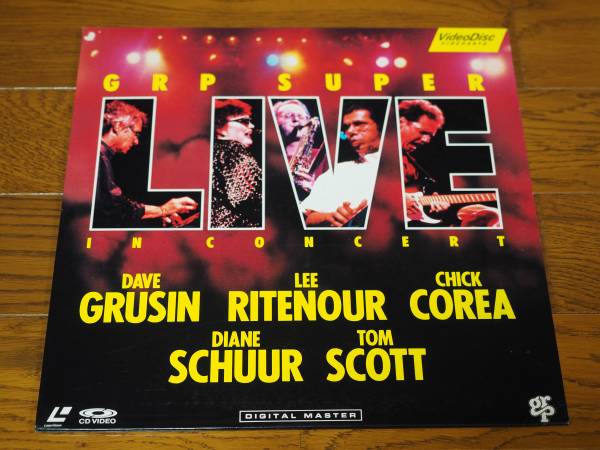 VideoDisc
GRP SUPER
LIVE
IN CONCERT
DAVE
GRUSIN
LEE
RITENOUR
CHICK
COREA
DIANE
SCHUUR
TOM
SCOTT
CD VIDEO
DIGITAL MASTER
grp